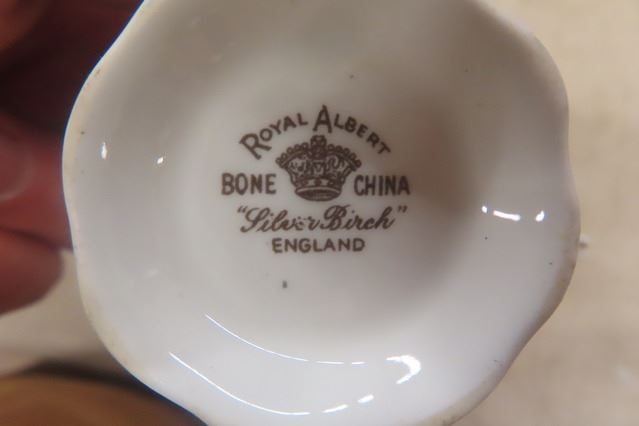 ROYAL ALBERT
BONE CHINA
"Silver Birch"
ENGLAND